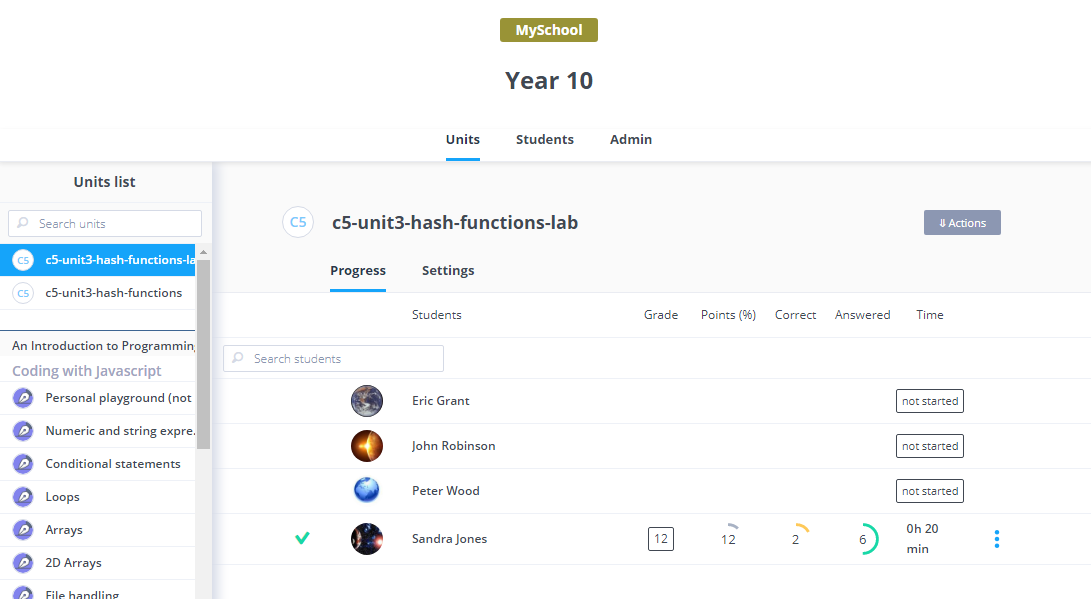 MySchool
Year 10
Units Students Admin
Units list
Search units
C5 c5-unit3-hash-functions-la
C5 c5-unit3-hash-functions
An Introduction to Programming
Coding with Javascript
Personal playground (not
Numeric and string expre.
Conditional statements
Loops
Arrays
2D Arrays
File handling
C5 c5-unit3-hash-functions-lab
⇓ Actions
Progress Settings
Students Grade Points (%) Correct Answered Time
Search students
Eric Grant not started
John Robinson not started
Peter Wood not started
Sandra Jones 12 12 2 6 0h 20
min